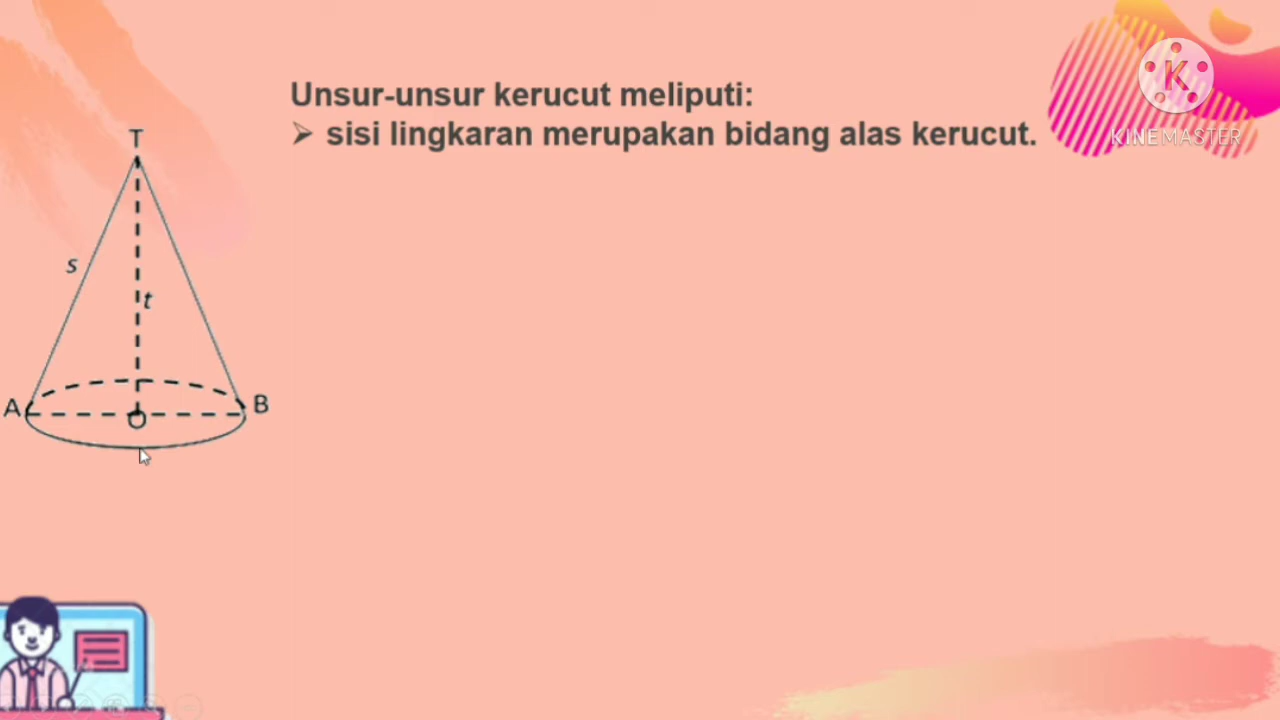 Unsur-unsur kerucut meliputi:
➢ sisi lingkaran merupakan bidang alas kerucut.
K
KINEMASTER
T
s
t
A
O
B